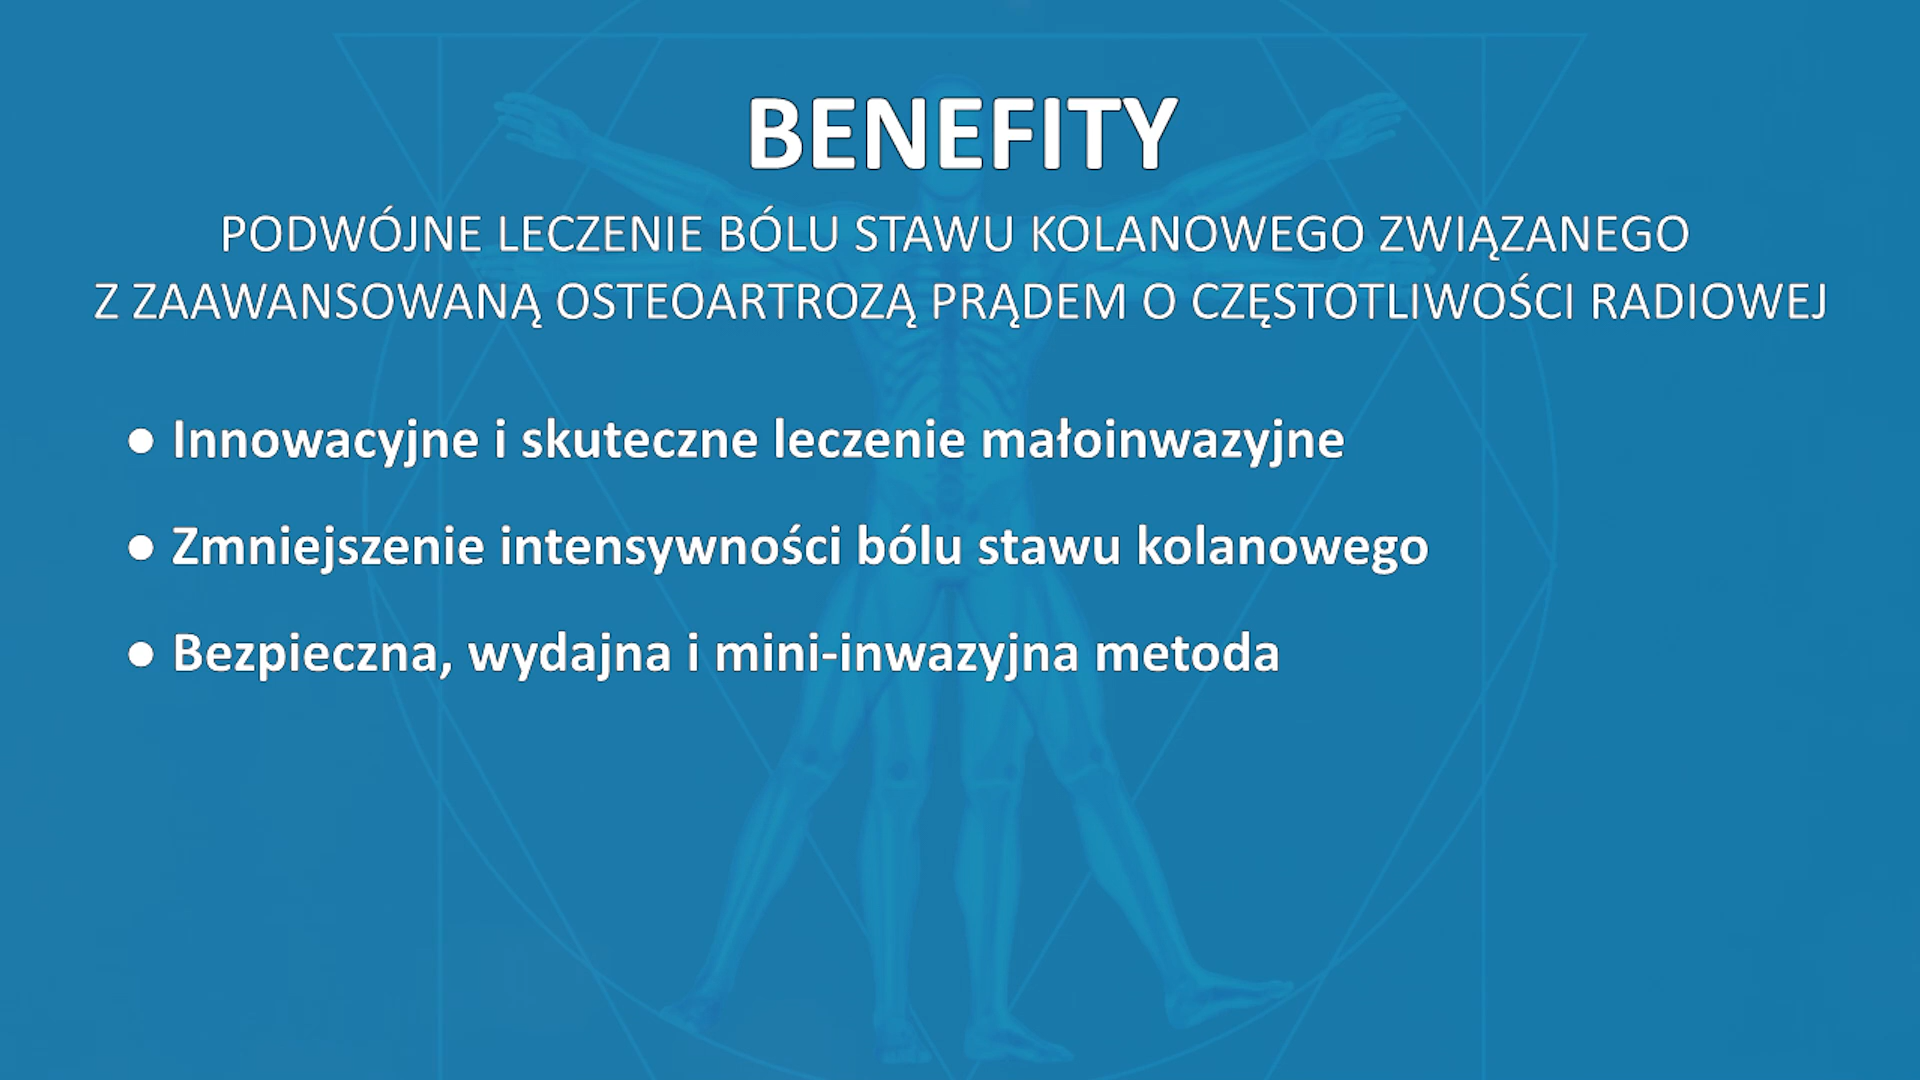 BENEFITY
PODWÓJNE LECZENIE BÓLU STAWU KOLANOWEGO ZWIĄZANEGO
Z ZAAWANSOWANĄ OSTEOARTROZĄ PRĄDEM O CZĘSTOTLIWOŚCI RADIOWEJ
● Innowacyjne i skuteczne leczenie małoinwazyjne
● Zmniejszenie intensywności bólu stawu kolanowego
● Bezpieczna, wydajna i mini-inwazyjna metoda